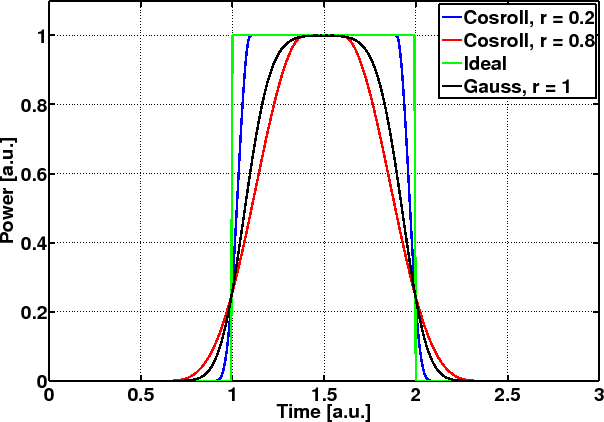 Cosroll, r = 0.2
Cosroll, r = 0.8
Ideal
Gauss, r = 1
1
0.8
0.6
0.4
0.2
0
Power [a.u.]
0 0.5 1 1.5 2 2.5 3
Time [a.u.]